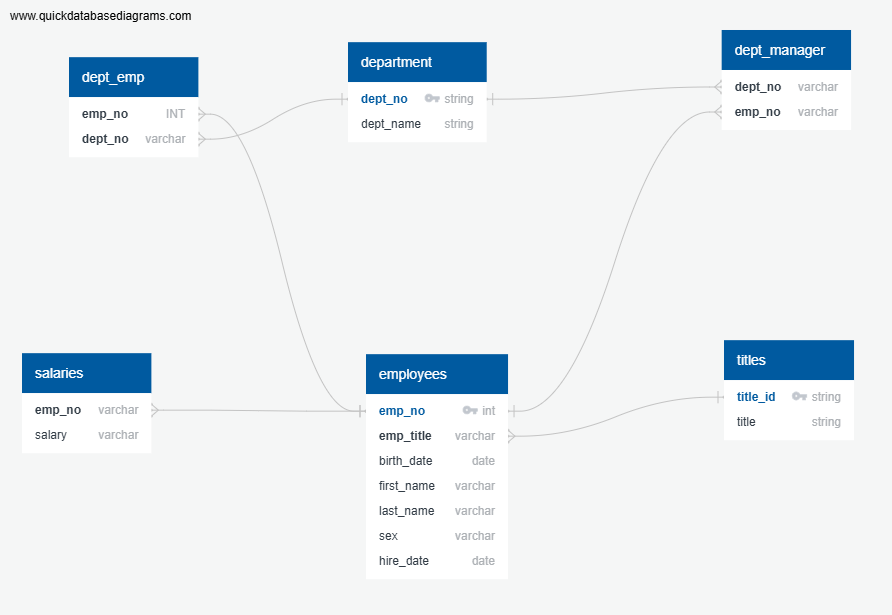 www.quickdatabasediagrams.com
dept_emp
emp_no INT
dept_no varchar
department
dept_no string
dept_name string
dept_manager
dept_no varchar
emp_no varchar
salaries
emp_no varchar
salary varchar
employees
emp_no int
emp_title varchar
birth_date date
first_name varchar
last_name varchar
sex varchar
hire_date date
titles
title_id string
title string